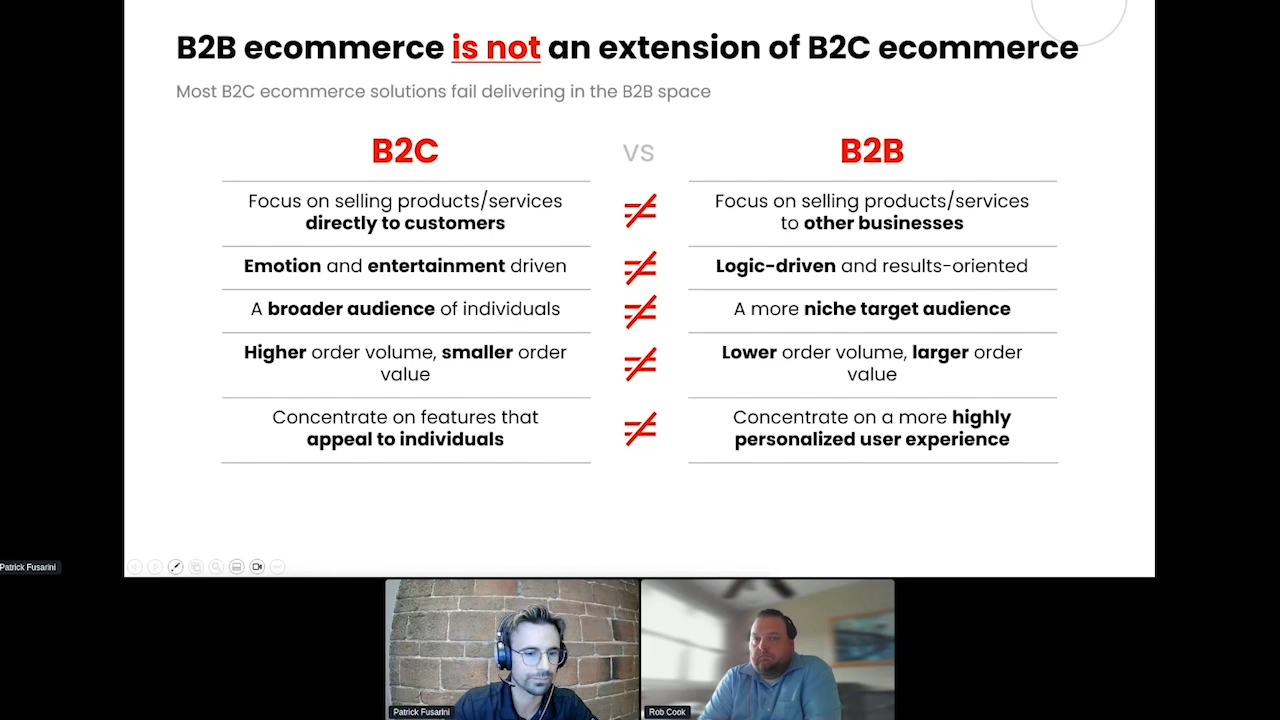 B2B ecommerce is not an extension of B2C ecommerce
Most B2C ecommerce solutions fail delivering in the B2B space
B2C
VS
B2B
Focus on selling products/services
directly to customers
≠
Focus on selling products/services
to other businesses
Emotion and entertainment driven
≠
Logic-driven and results-oriented
A broader audience of individuals
≠
A more niche target audience
Higher order volume, smaller order
value
≠
Lower order volume, larger order
value
Concentrate on features that
appeal to individuals
≠
Concentrate on a more highly
personalized user experience
Patrick Fusarini
Patrick Fusarini
Rob Cook